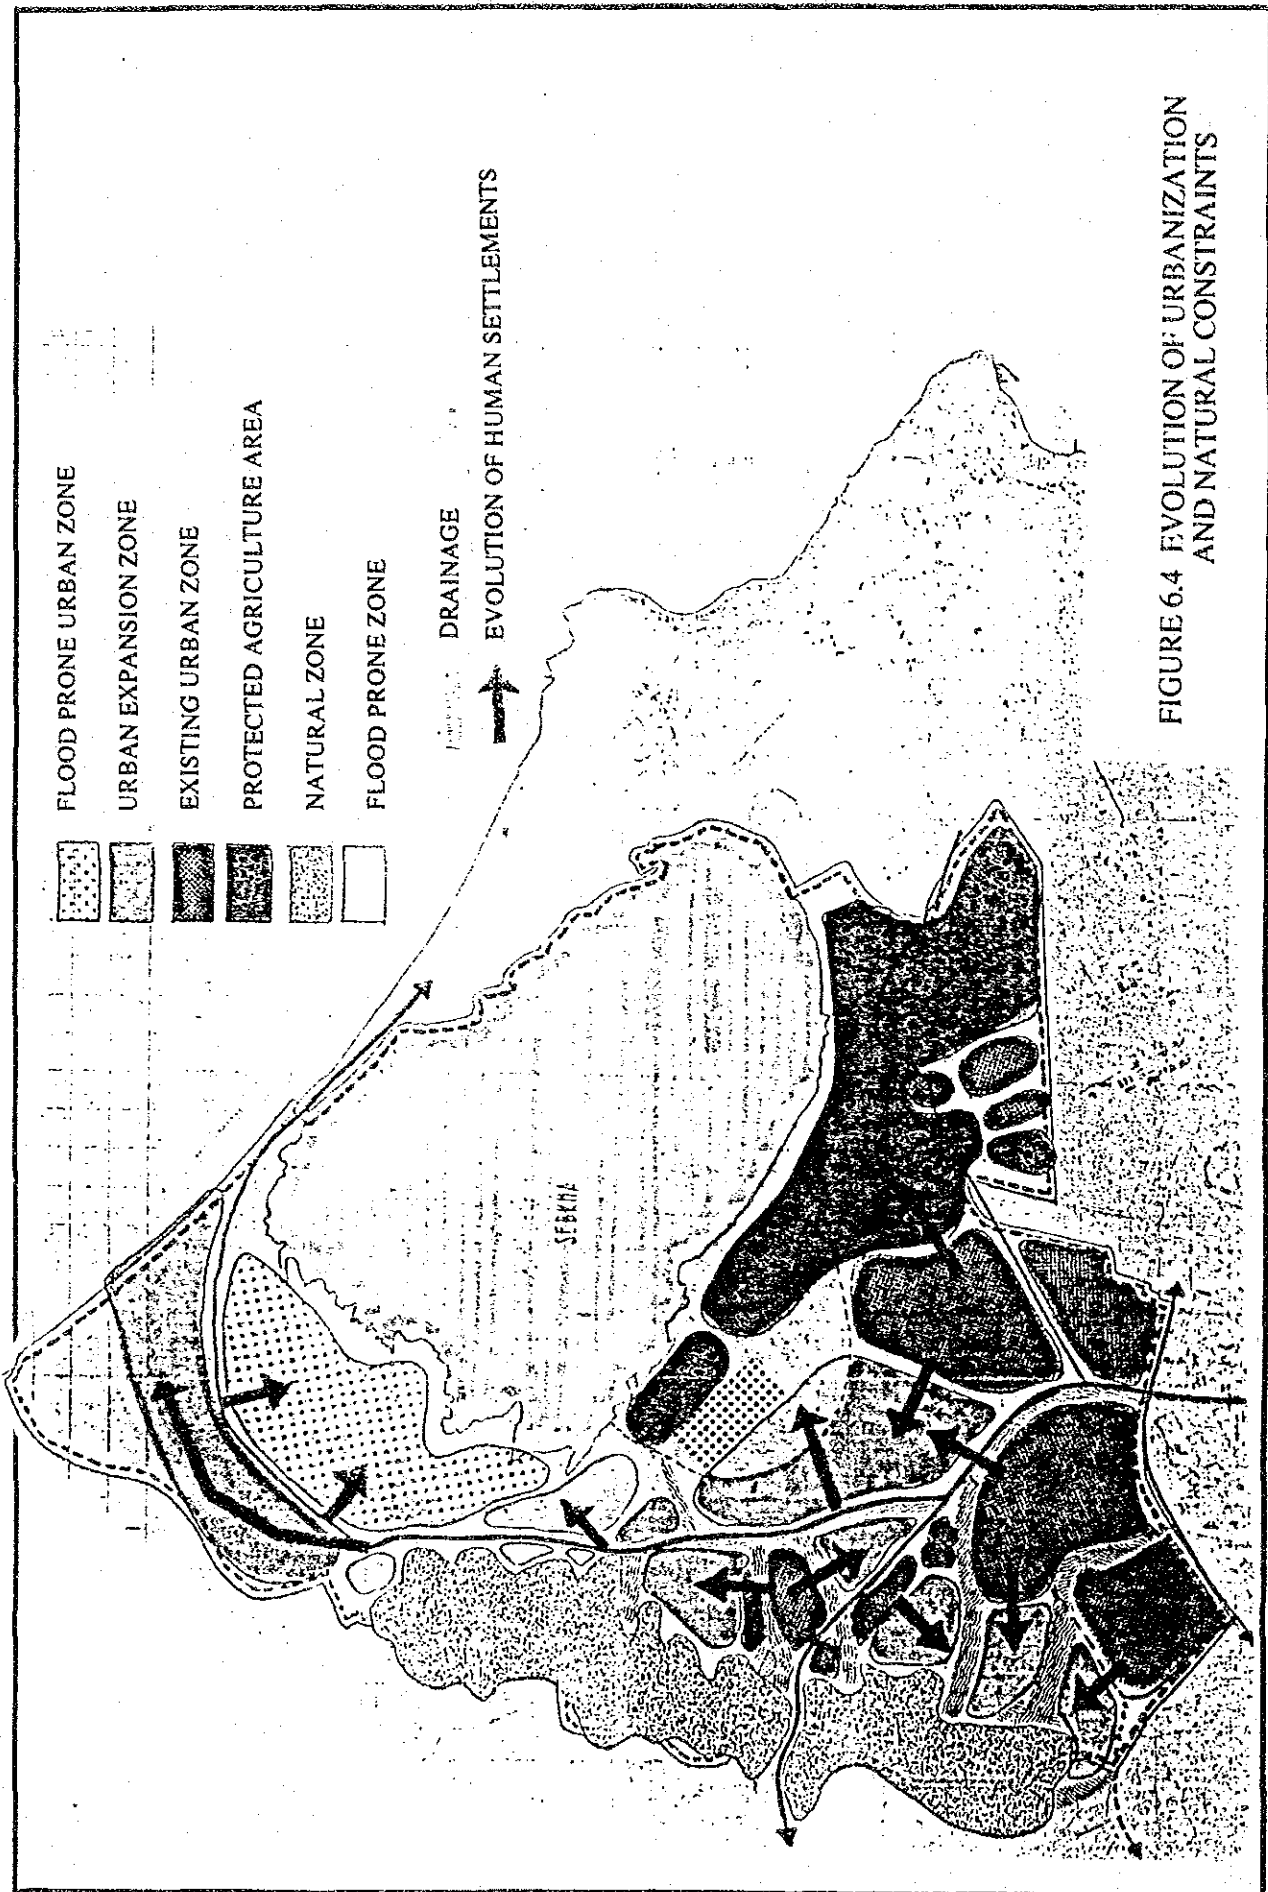 FLOOD PRONE URBAN ZONE
URBAN EXPANSION ZONE
EXISTING URBAN ZONE
PROTECTED AGRICULTURE AREA
NATURAL ZONE
FLOOD PRONE ZONE
DRAINAGE
EVOLUTION OF HUMAN SETTLEMENTS
SEBKHA
FIGURE 6.4 EVOLUTION OF URBANIZATION
AND NATURAL CONSTRAINTS